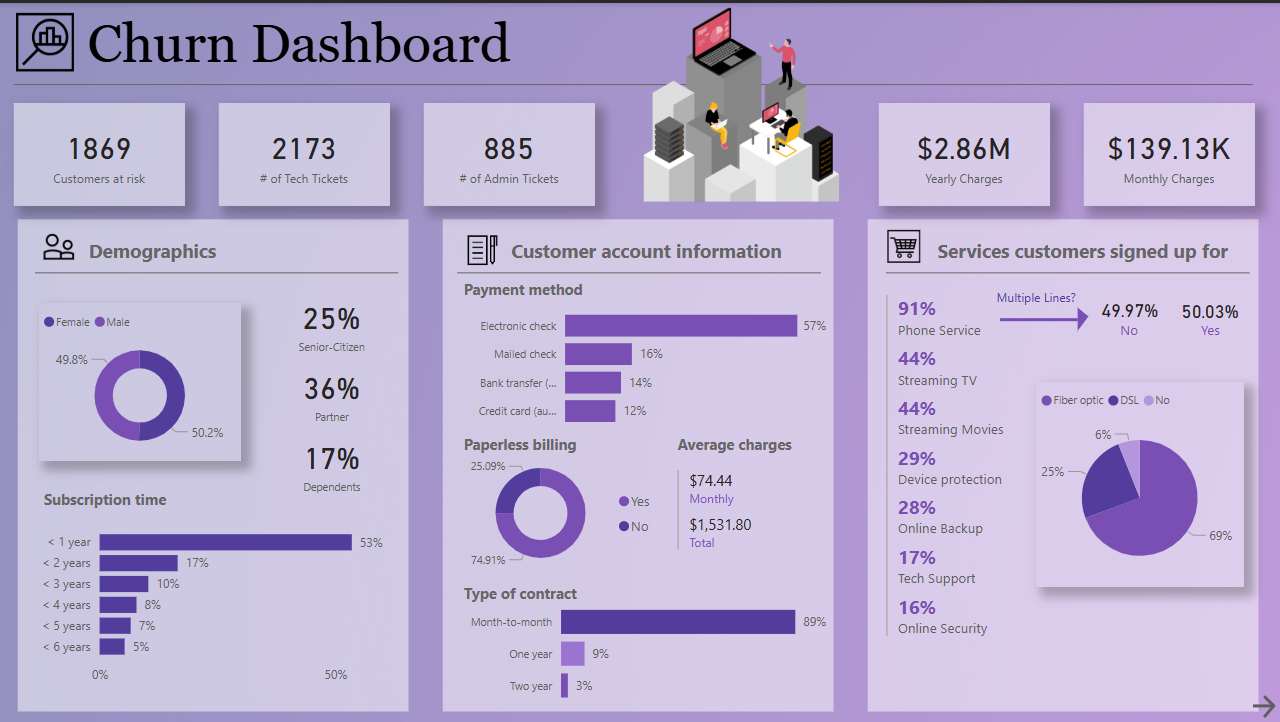 Churn Dashboard
1869
Customers at risk
2173
# of Tech Tickets
885
# of Admin Tickets
$2.86M
Yearly Charges
$139.13K
Monthly Charges
Demographics
Female Male
49.8%
50.2%
25%
Senior-Citizen
36%
Partner
17%
Dependents
Subscription time
< 1 year 53%
< 2 years 17%
< 3 years 10%
< 4 years 8%
< 5 years 7%
< 6 years 5%
0% 50%
Customer account information
Payment method
Electronic check 57%
Mailed check 16%
Bank transfer (... 14%
Credit card (au... 12%
Paperless billing
25.09%
74.91%
Yes
No
Average charges
$74.44
Monthly
$1,531.80
Total
Type of contract
Month-to-month 89%
One year 9%
Two year 3%
Services customers signed up for
91%
Phone Service
Multiple Lines?
49.97%
No
50.03%
Yes
44%
Streaming TV
44%
Streaming Movies
29%
Device protection
28%
Online Backup
17%
Tech Support
16%
Online Security
Fiber optic DSL No
6%
25%
69%